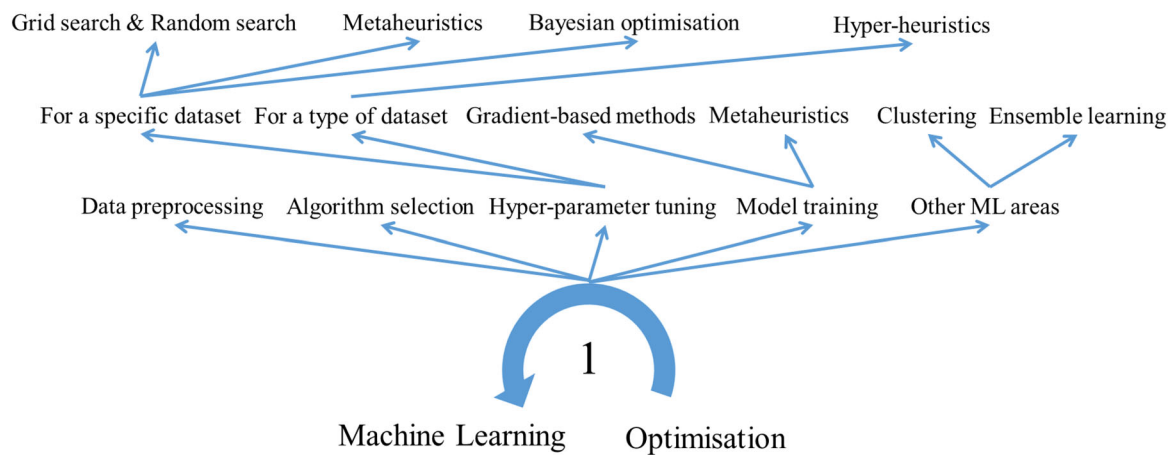 Grid search & Random search Metaheuristics Bayesian optimisation Hyper-heuristics
For a specific dataset For a type of dataset Gradient-based methods Metaheuristics Clustering Ensemble learning
Data preprocessing Algorithm selection Hyper-parameter tuning Model training Other ML areas
1
Machine Learning Optimisation